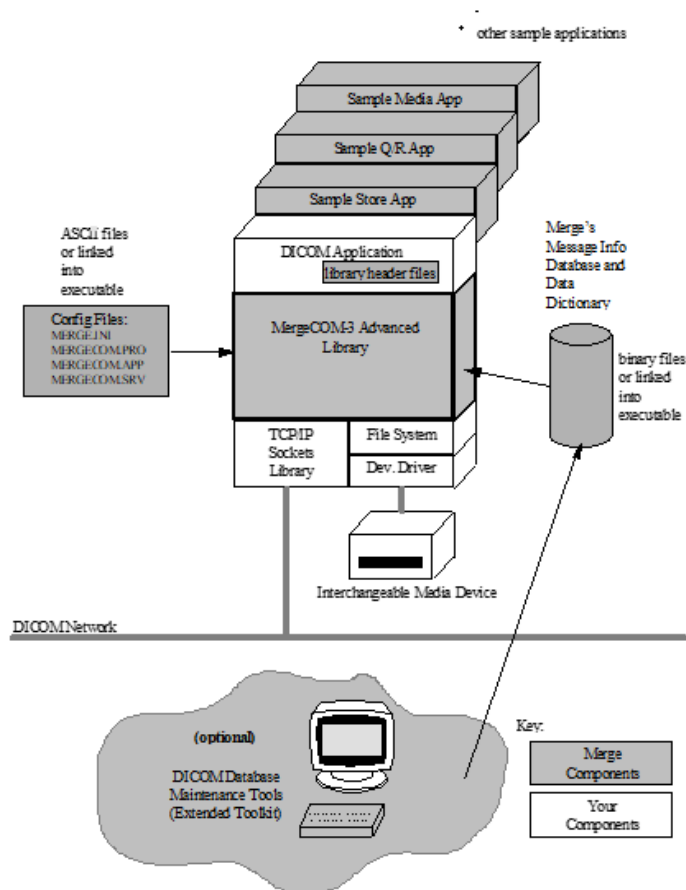 other sample applications
Sample Media App
Sample Q/R App
Sample Store App
ASCII files
or linked
into
executable
DICOM Application
library header files
Merge's
Message Info
Database and
Data
Dictionary
Config Files:
MERGE.INI
MERGECOM.PRO
MERGECOM.APP
MERGECOM.SRV
MergeCOM-3 Advanced
Library
binary files
or linked
into
executable
TCP/IP
Sockets
Library
File System
Dev. Driver
Interchangeable Media Device
DICOM Network
(optional)
DICOM Database
Maintenance Tools
(Extended Toolkit)
Key:
Merge
Components
Your
Components